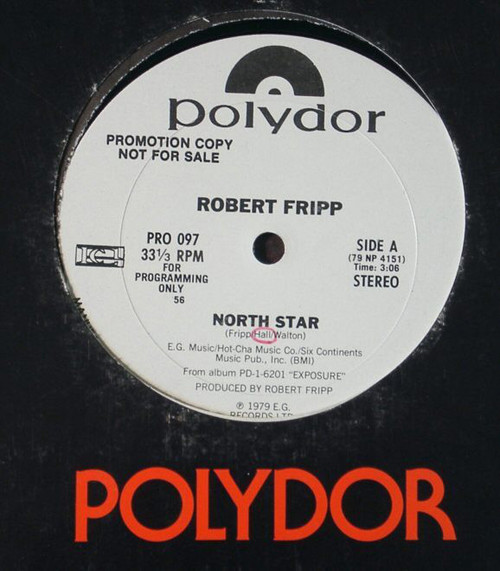 polydor
PROMOTION COPY
NOT FOR SALE
ROBERT FRIPP
PRO 097
33⅓ RPM
FOR
PROGRAMMING
ONLY
56
SIDE A
(79 NP 4151)
Time: 3:06
STEREO
NORTH STAR
(Fripp/Hall/Walton)
E.G. Music/Hot-Cha Music Co./Six Continents
Music Pub., Inc. (BMI)
From album PD-1-6201 "EXPOSURE"
PRODUCED BY ROBERT FRIPP
℗ 1979 E.G.
RECORDS LTD
POLYDOR